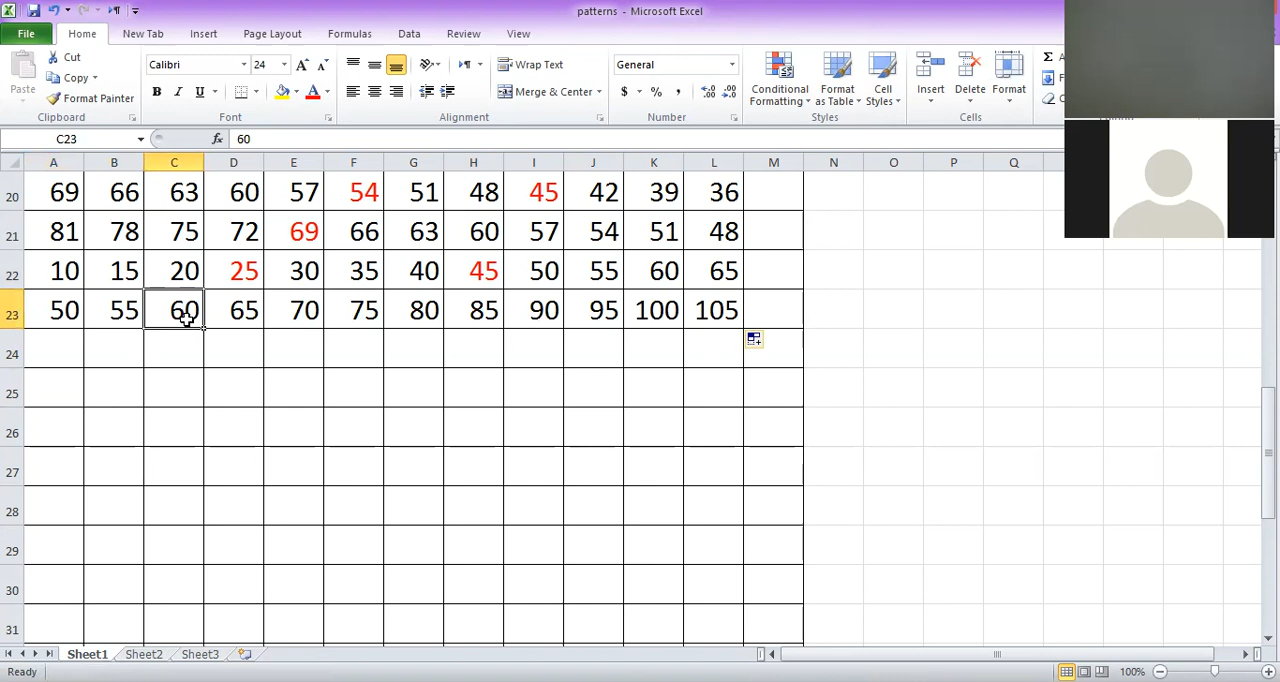 patterns - Microsoft Excel
File Home New Tab Insert Page Layout Formulas Data Review View
Paste Cut Copy Format Painter
Calibri 24
B I U A
Wrap Text
Merge & Center
General
$ % ,
Conditional Formatting Format as Table Cell Styles
Insert Delete Format
Clipboard Font Alignment Number Styles Cells
C23 fx 60
A B C D E F G H I J K L M N O P Q
20 69 66 63 60 57 54 51 48 45 42 39 36
21 81 78 75 72 69 66 63 60 57 54 51 48
22 10 15 20 25 30 35 40 45 50 55 60 65
23 50 55 60 65 70 75 80 85 90 95 100 105
24
25
26
27
28
29
30
31
Sheet1 Sheet2 Sheet3
Ready 100%